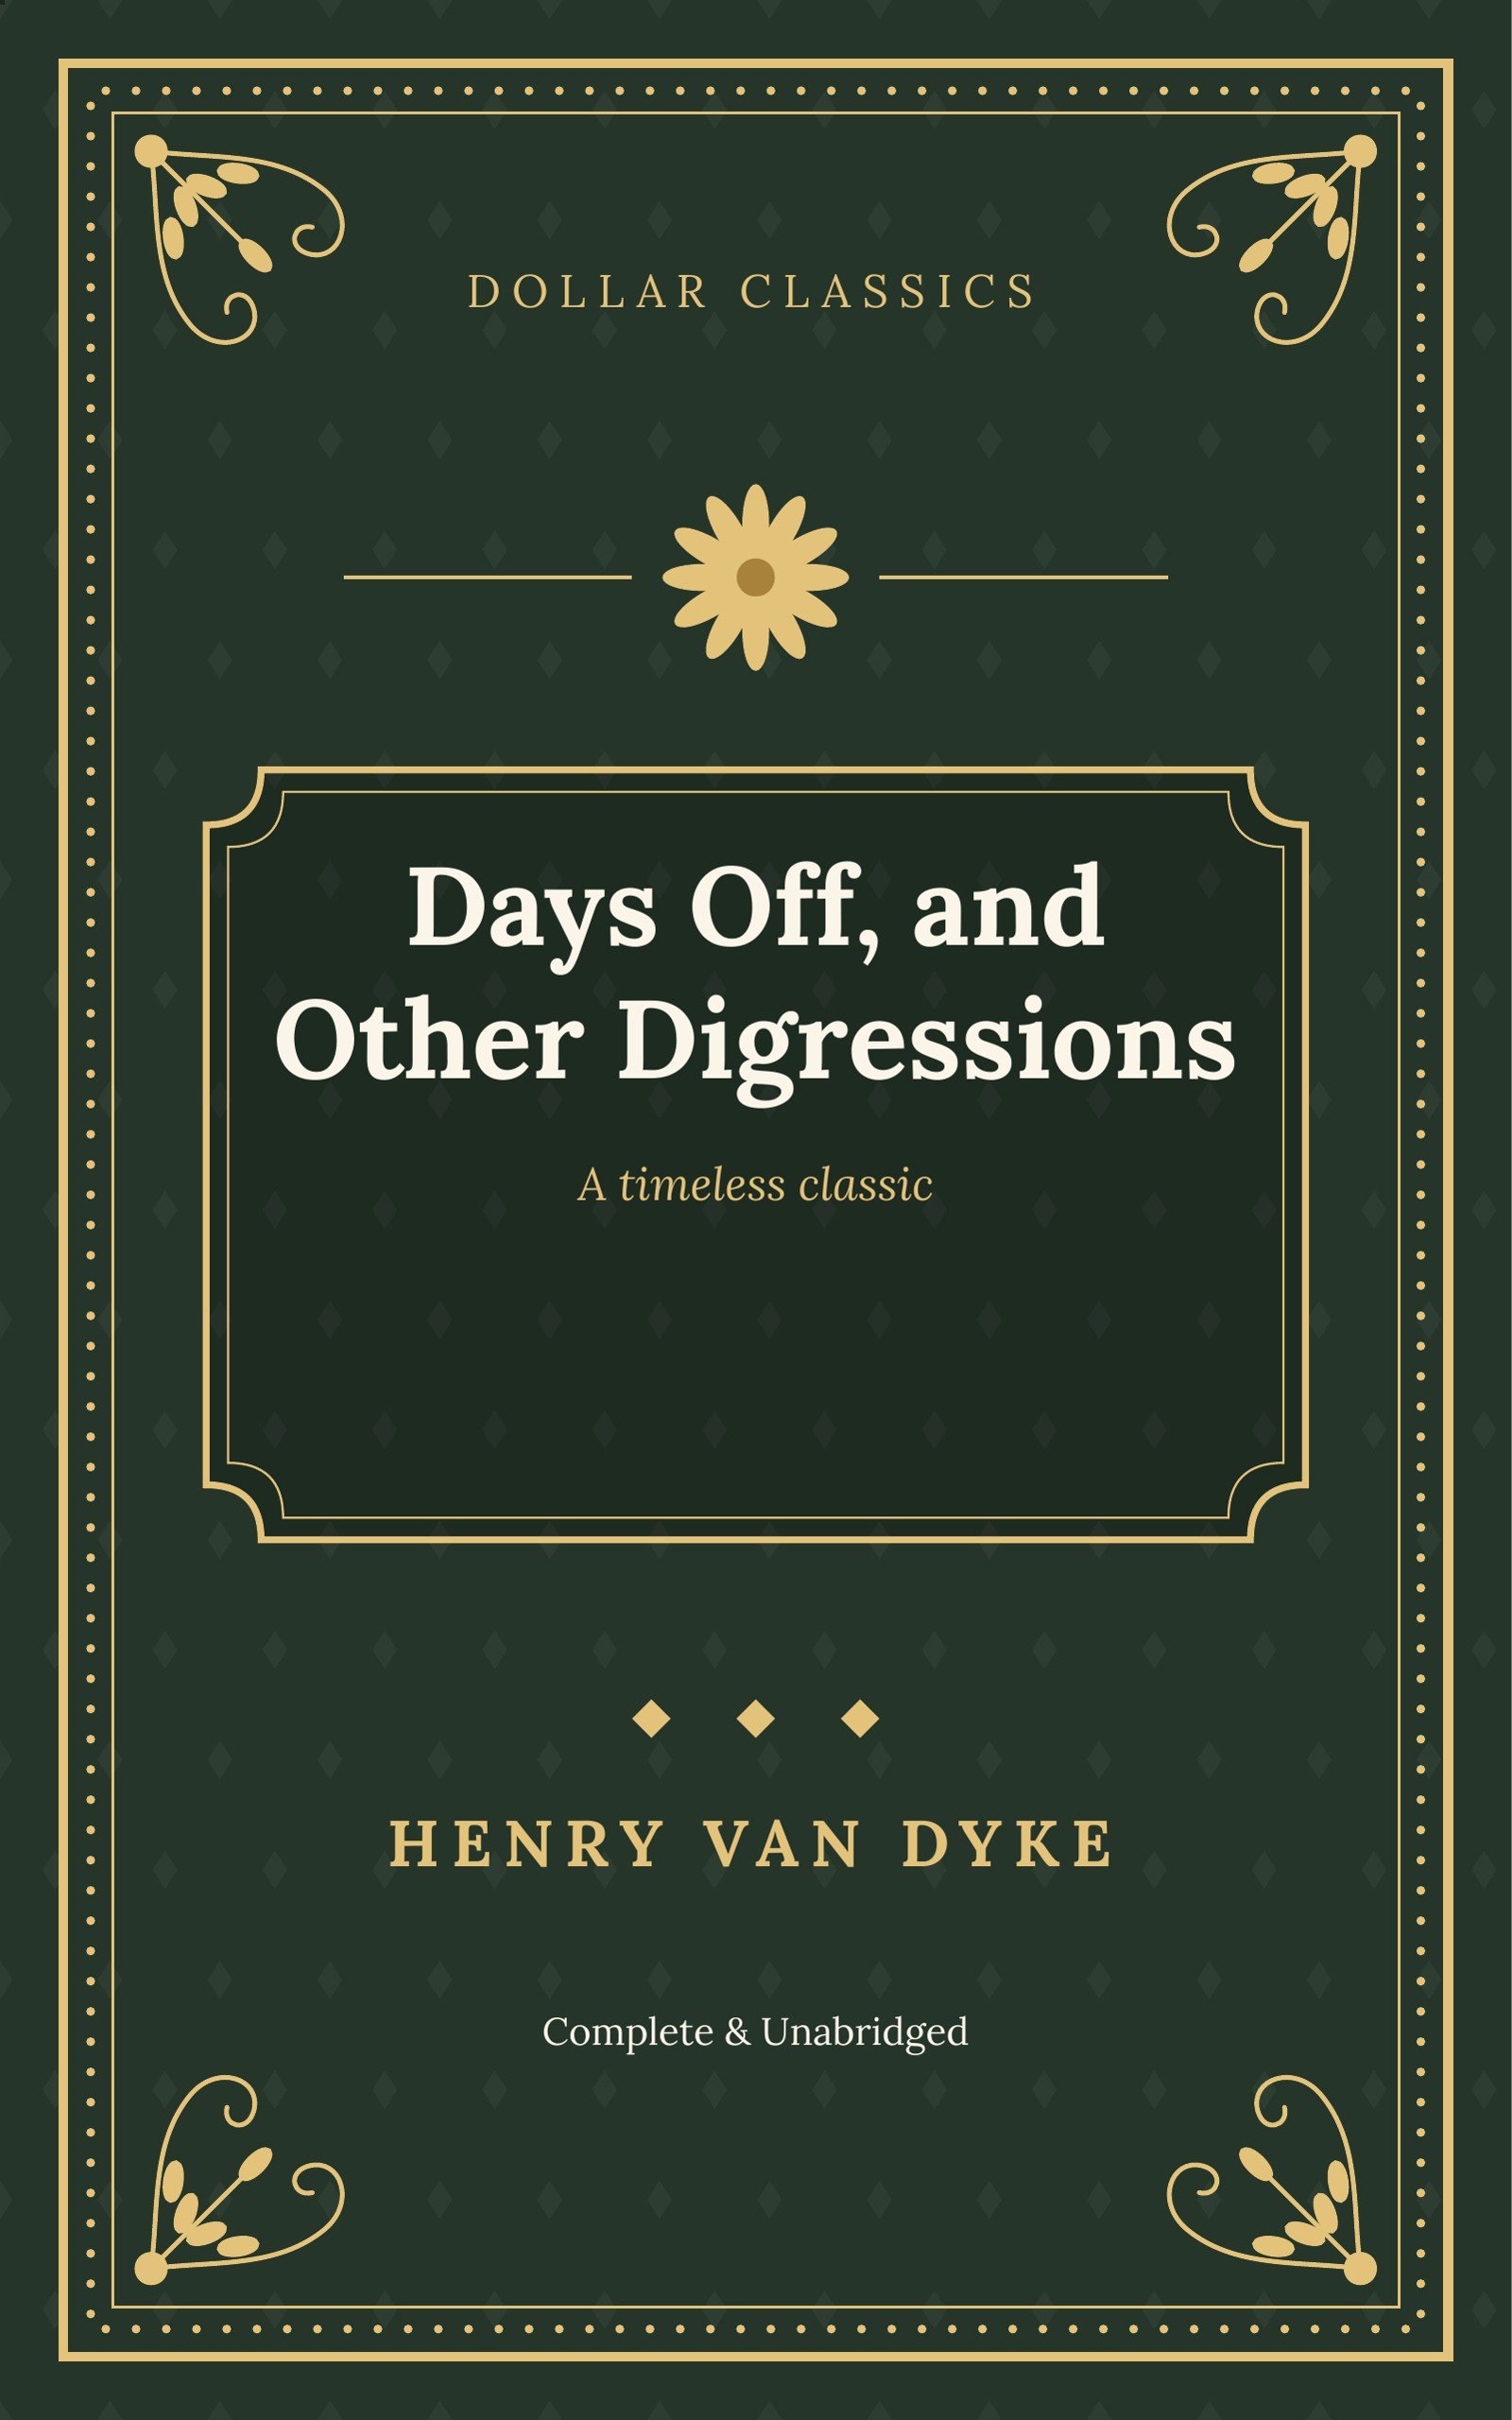 DOLLAR CLASSICS
Days Off, and
Other Digressions
A timeless classic
HENRY VAN DYKE
Complete & Unabridged